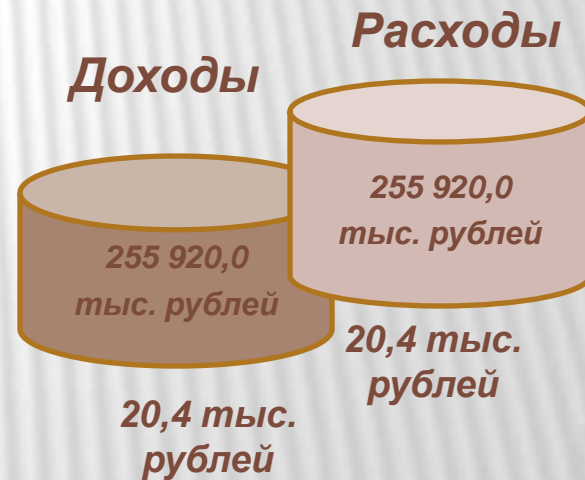 Доходы
255 920,0
тыс. рублей
20,4 тыс.
рублей
Расходы
255 920,0
тыс. рублей
20,4 тыс.
рублей